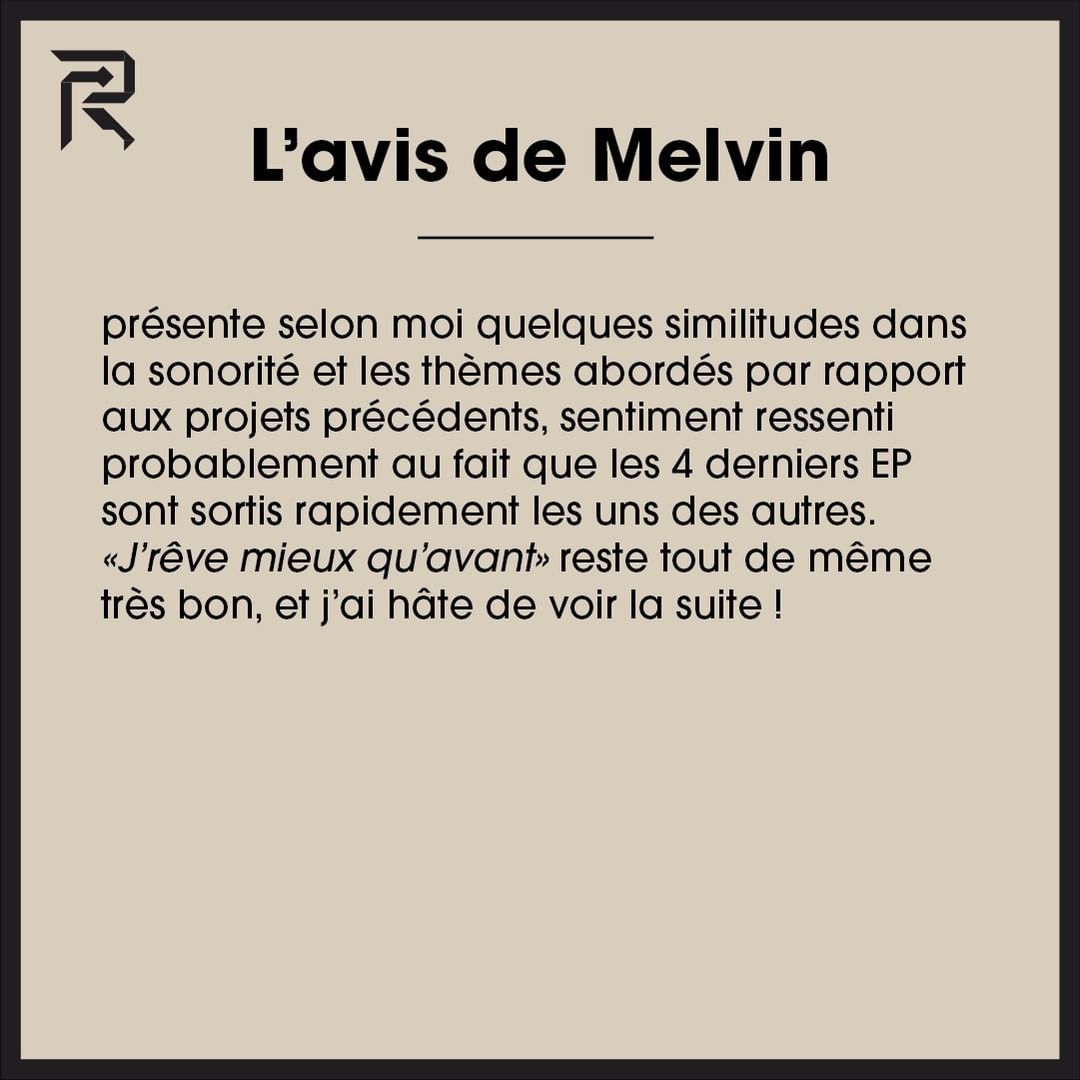 R
L’avis de Melvin
présente selon moi quelques similitudes dans
la sonorité et les thèmes abordés par rapport
aux projets précédents, sentiment ressenti
probablement au fait que les 4 derniers EP
sont sortis rapidement les uns des autres.
«J’rêve mieux qu’avant» reste tout de même
très bon, et j’ai hâte de voir la suite !